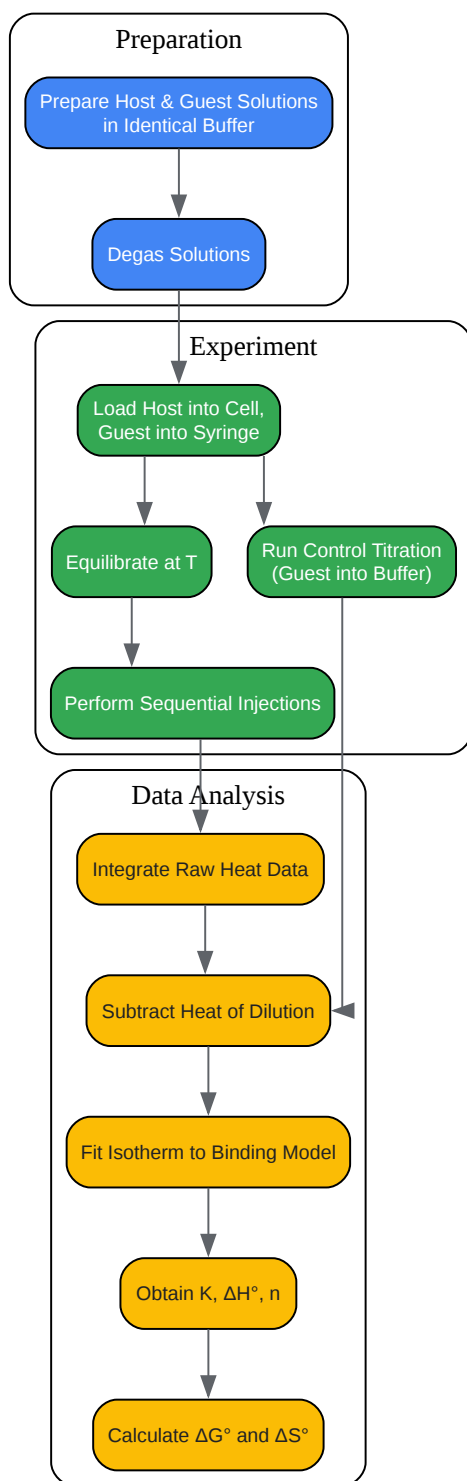 Preparation
Prepare Host & Guest Solutions
in Identical Buffer
Degas Solutions
Experiment
Load Host into Cell,
Guest into Syringe
Equilibrate at T
Run Control Titration
(Guest into Buffer)
Perform Sequential Injections
Data Analysis
Integrate Raw Heat Data
Subtract Heat of Dilution
Fit Isotherm to Binding Model
Obtain K, ΔH°, n
Calculate ΔG° and ΔS°